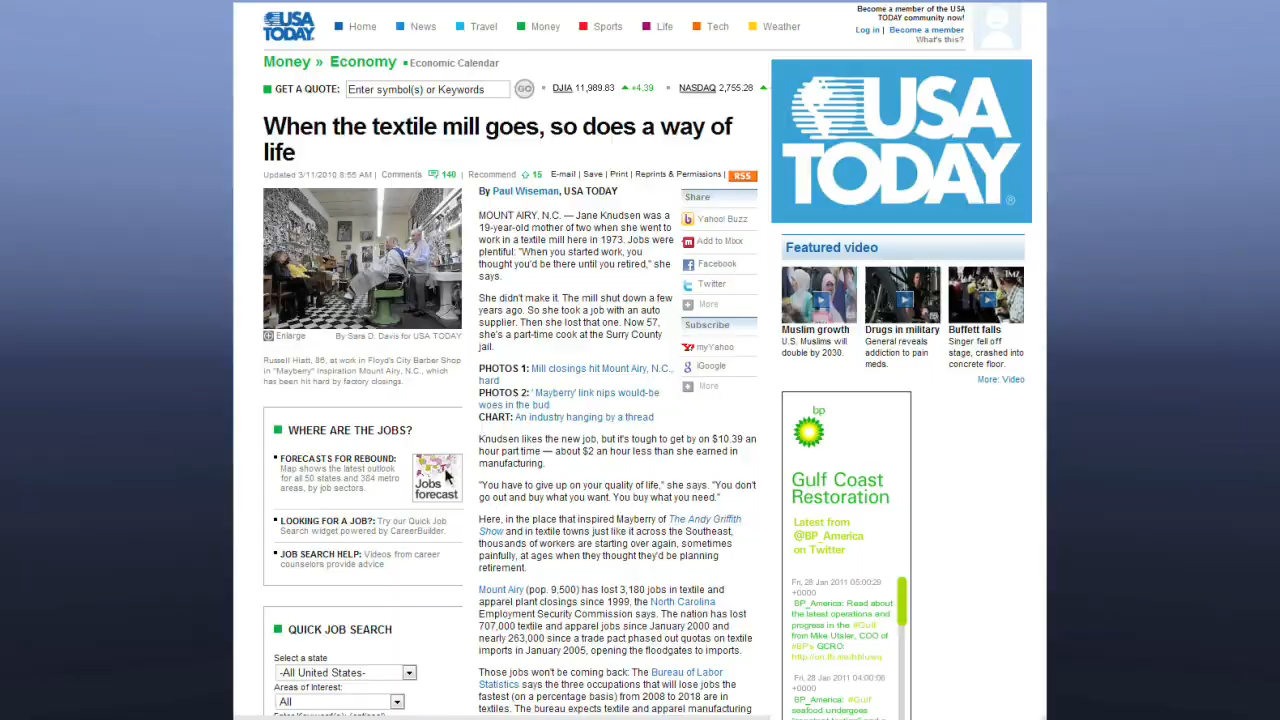 USA TODAY.
Home
News
Travel
Money
Sports
Life
Tech
Weather
Become a member of the USA
TODAY community now!
Log in | Become a member
What's this?
Money » Economy
Economic Calendar
GET A QUOTE:
Enter symbol(s) or Keywords
GO
DJIA 11,989.83 +4.39
NASDAQ 2,755.28
When the textile mill goes, so does a way of
life
Updated 3/11/2010 8:55 AM | Comments 140 | Recommend 15
E-mail | Save | Print | Reprints & Permissions | RSS
Enlarge
By Sara D. Davis for USA TODAY
Russell Hiatt, 86, at work in Floyd's City Barber Shop
in "Mayberry" Inspiration Mount Airy, N.C., which
has been hit hard by factory closings.
WHERE ARE THE JOBS?
FORECASTS FOR REBOUND:
Map shows the latest outlook
for all 50 states and 384 metro
areas, by job sectors.
Jobs
forecast
LOOKING FOR A JOB?: Try our Quick Job
Search widget powered by CareerBuilder.
JOB SEARCH HELP: Videos from career
counselors provide advice
QUICK JOB SEARCH
Select a state
-All United States-
Areas of Interest:
All
By Paul Wiseman, USA TODAY
MOUNT AIRY, N.C. — Jane Knudsen was a
19-year-old mother of two when she went to
work in a textile mill here in 1973. Jobs were
plentiful: "When you started work, you
thought you'd be there until you retired," she
says.
She didn't make it. The mill shut down a few
years ago. So she took a job with an auto
supplier. Then she lost that one. Now 57,
she's a part-time cook at the Surry County
jail.
PHOTOS 1: Mill closings hit Mount Airy, N.C.,
hard
PHOTOS 2: 'Mayberry' link nips would-be
woes in the bud
CHART: An industry hanging by a thread
Knudsen likes the new job, but it's tough to get by on $10.39 an
hour part time — about $2 an hour less than she earned in
manufacturing.
"You have to give up on your quality of life," she says. "You don't
go out and buy what you want. You buy what you need."
Here, in the place that inspired Mayberry of The Andy Griffith
Show and in textile towns just like it across the Southeast,
thousands of workers are starting over again, sometimes
painfully, at ages when they thought they'd be planning
retirement.
Mount Airy (pop. 9,500) has lost 3,180 jobs in textile and
apparel plant closings since 1999, the North Carolina
Employment Security Commission says. The nation has lost
707,000 textile and apparel jobs since January 2000 and
nearly 263,000 since a trade pact phased out quotas on textile
imports in January 2005, opening the floodgates to imports.
Those jobs won't be coming back: The Bureau of Labor
Statistics says the three occupations that will lose jobs the
fastest (on a percentage basis) from 2008 to 2018 are in
textiles. The bureau expects textile and apparel manufacturing
Share
Yahoo! Buzz
Add to Mixx
Facebook
Twitter
More
Subscribe
myYahoo
iGoogle
More
USA
TODAY
Featured video
Muslim growth
U.S. Muslims will
double by 2030.
Drugs in military
General reveals
addiction to pain
meds.
TMZ
Buffett falls
Singer fell off
stage, crashed into
concrete floor.
More: Video
bp
Gulf Coast
Restoration
Latest from
@BP_America
on Twitter
Fri, 28 Jan 2011 05:00:29
+0000
BP_America: Read about
the latest operations and
progress in the #Gulf
from Mike Utsler, COO of
#BP's GCRO:
Fri, 28 Jan 2011 04:00:06
+0000
BP_America: #Gulf
seafood undergoes